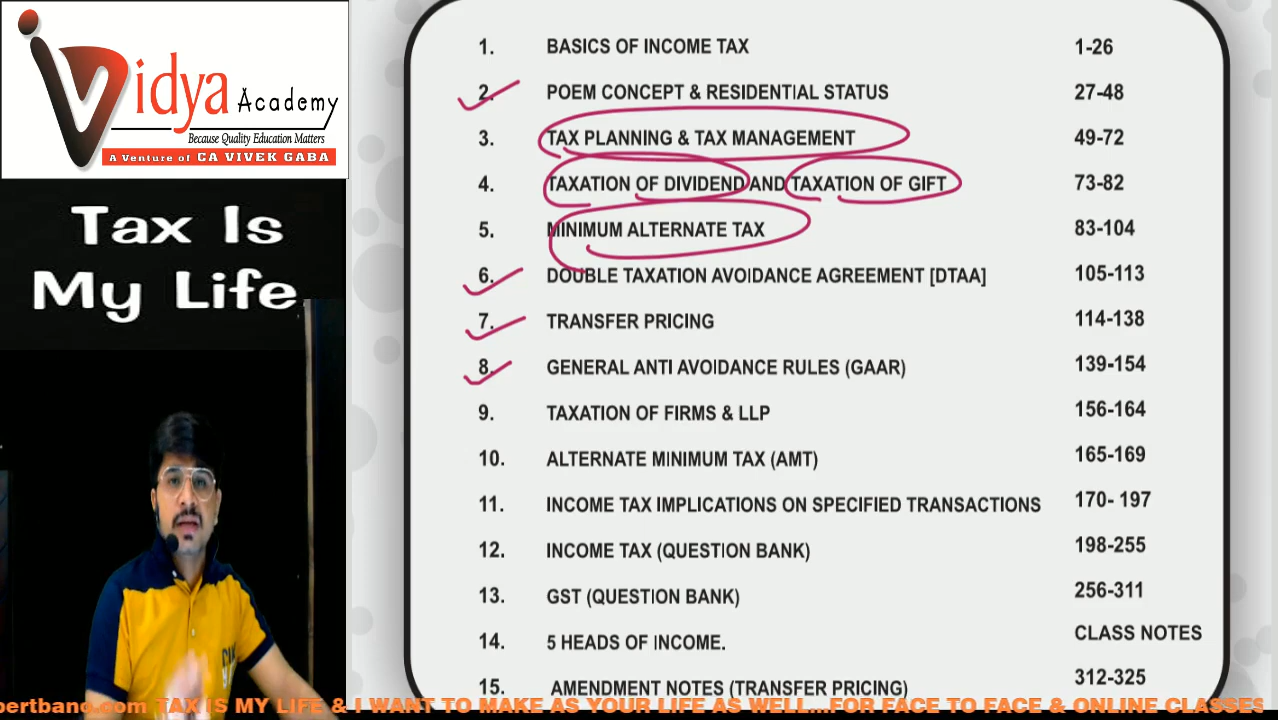 iVidya Academy
Because Quality Education Matters
A Venture of CA VIVEK GABA
Tax Is
My Life
1. BASICS OF INCOME TAX 1-26
2. POEM CONCEPT & RESIDENTIAL STATUS 27-48
3. TAX PLANNING & TAX MANAGEMENT 49-72
4. TAXATION OF DIVIDEND AND TAXATION OF GIFT 73-82
5. MINIMUM ALTERNATE TAX 83-104
6. DOUBLE TAXATION AVOIDANCE AGREEMENT [DTAA] 105-113
7. TRANSFER PRICING 114-138
8. GENERAL ANTI AVOIDANCE RULES (GAAR) 139-154
9. TAXATION OF FIRMS & LLP 156-164
10. ALTERNATE MINIMUM TAX (AMT) 165-169
11. INCOME TAX IMPLICATIONS ON SPECIFIED TRANSACTIONS 170- 197
12. INCOME TAX (QUESTION BANK) 198-255
13. GST (QUESTION BANK) 256-311
14. 5 HEADS OF INCOME. CLASS NOTES
15. AMENDMENT NOTES (TRANSFER PRICING) 312-325
pertbano.com TAX IS MY LIFE & I WANT TO MAKE AS YOUR LIFE AS WELL....FOR FACE TO FACE & ONLINE CLASSES